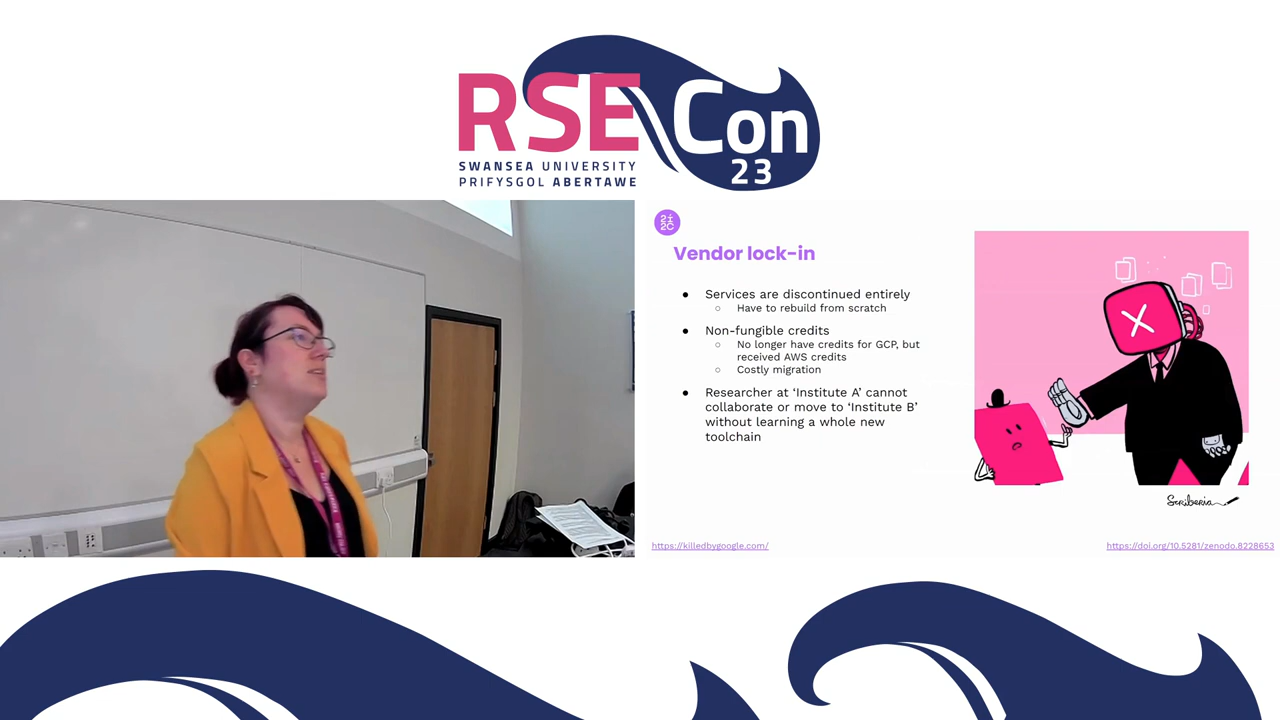 RSE Con
23
SWANSEA UNIVERSITY
PRIFYSGOL ABERTAWE
2i
2C
Vendor lock-in
● Services are discontinued entirely
○ Have to rebuild from scratch
● Non-fungible credits
○ No longer have credits for GCP, but
received AWS credits
○ Costly migration
● Researcher at ‘Institute A’ cannot
collaborate or move to ‘Institute B’
without learning a whole new
toolchain
Scriberia
https://killedbygoogle.com/
https://doi.org/10.5281/zenodo.8228653